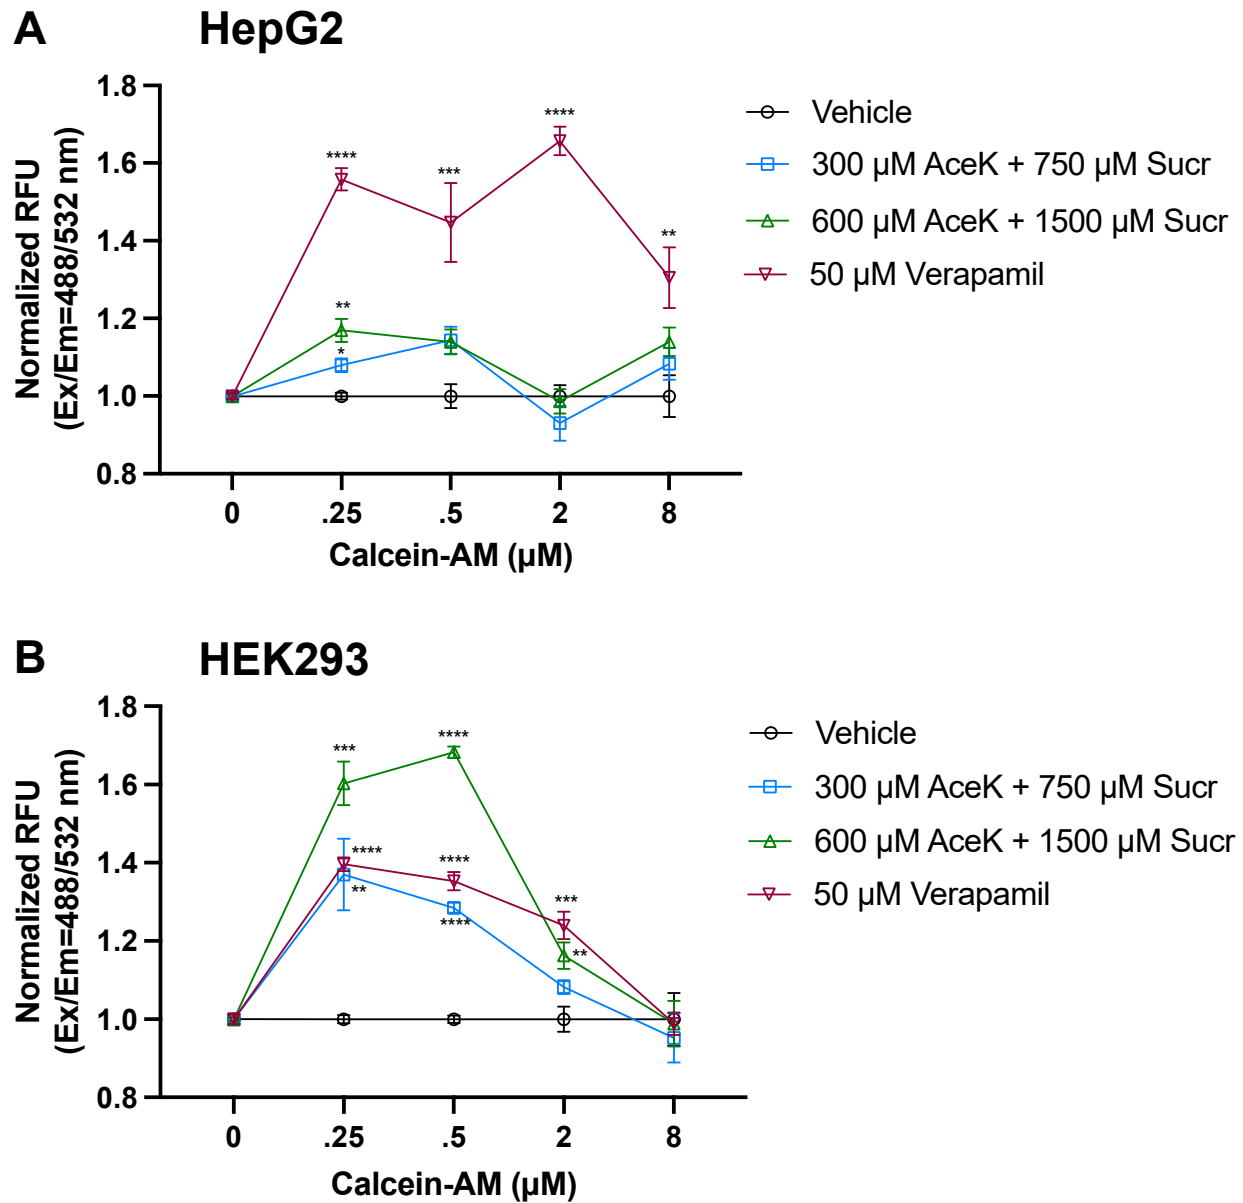 A HepG2
1.8
1.6
1.4
1.2
1.0
0.8
Normalized RFU
(Ex/Em=488/532 nm)
****
***
****
**
**
*
0 .25 .5 2 8
Calcein-AM (µM)
Vehicle
300 µM AceK + 750 µM Sucr
600 µM AceK + 1500 µM Sucr
50 µM Verapamil
B HEK293
1.8
1.6
1.4
1.2
1.0
0.8
Normalized RFU
(Ex/Em=488/532 nm)
***
****
****
**
****
****
***
**
0 .25 .5 2 8
Calcein-AM (µM)
Vehicle
300 µM AceK + 750 µM Sucr
600 µM AceK + 1500 µM Sucr
50 µM Verapamil